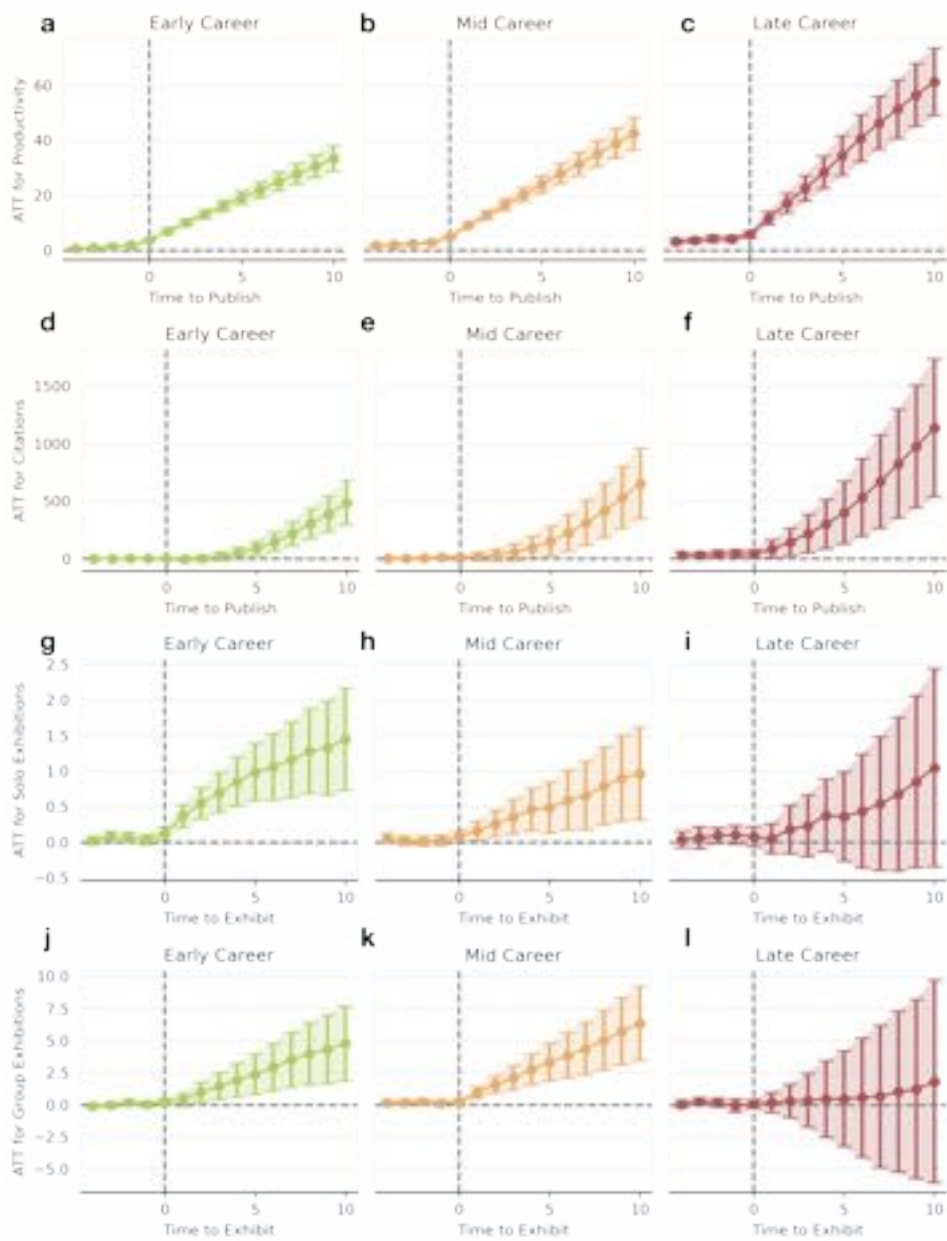 a Early Career b Mid Career c Late Career
ATT for Productivity
60
40
20
0
0 5 10 0 5 10 0 5 10
Time to Publish Time to Publish Time to Publish
d Early Career e Mid Career f Late Career
ATT for Citations
1500
1000
500
0
0 5 10 0 5 10 0 5 10
Time to Publish Time to Publish Time to Publish
g Early Career h Mid Career i Late Career
ATT for Solo Exhibitions
2.5
2.0
1.5
1.0
0.5
0.0
−0.5
0 5 10 0 5 10 0 5 10
Time to Exhibit Time to Exhibit Time to Exhibit
j Early Career k Mid Career l Late Career
ATT for Group Exhibitions
10.0
7.5
5.0
2.5
0.0
−2.5
−5.0
0 5 10 0 5 10 0 5 10
Time to Exhibit Time to Exhibit Time to Exhibit